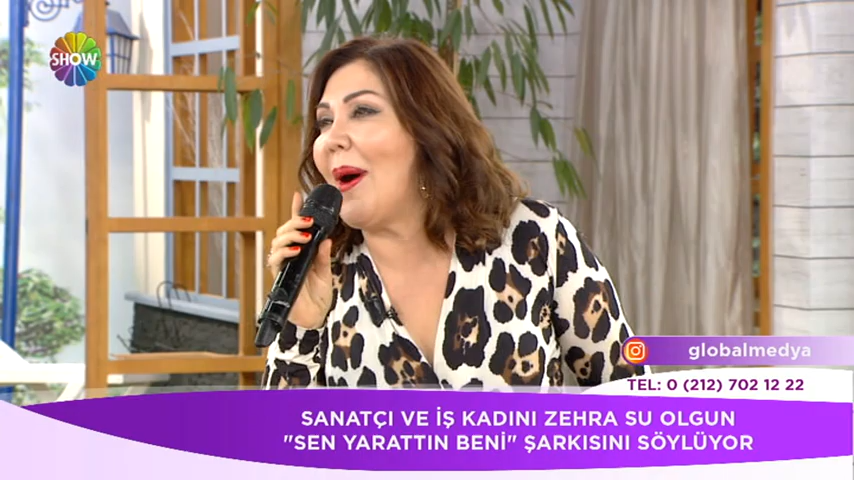 SHOW
globalmedya
TEL: 0 (212) 702 12 22
SANATÇI VE İŞ KADINI ZEHRA SU OLGUN
"SEN YARATTIN BENİ" ŞARKISINI SÖYLÜYOR